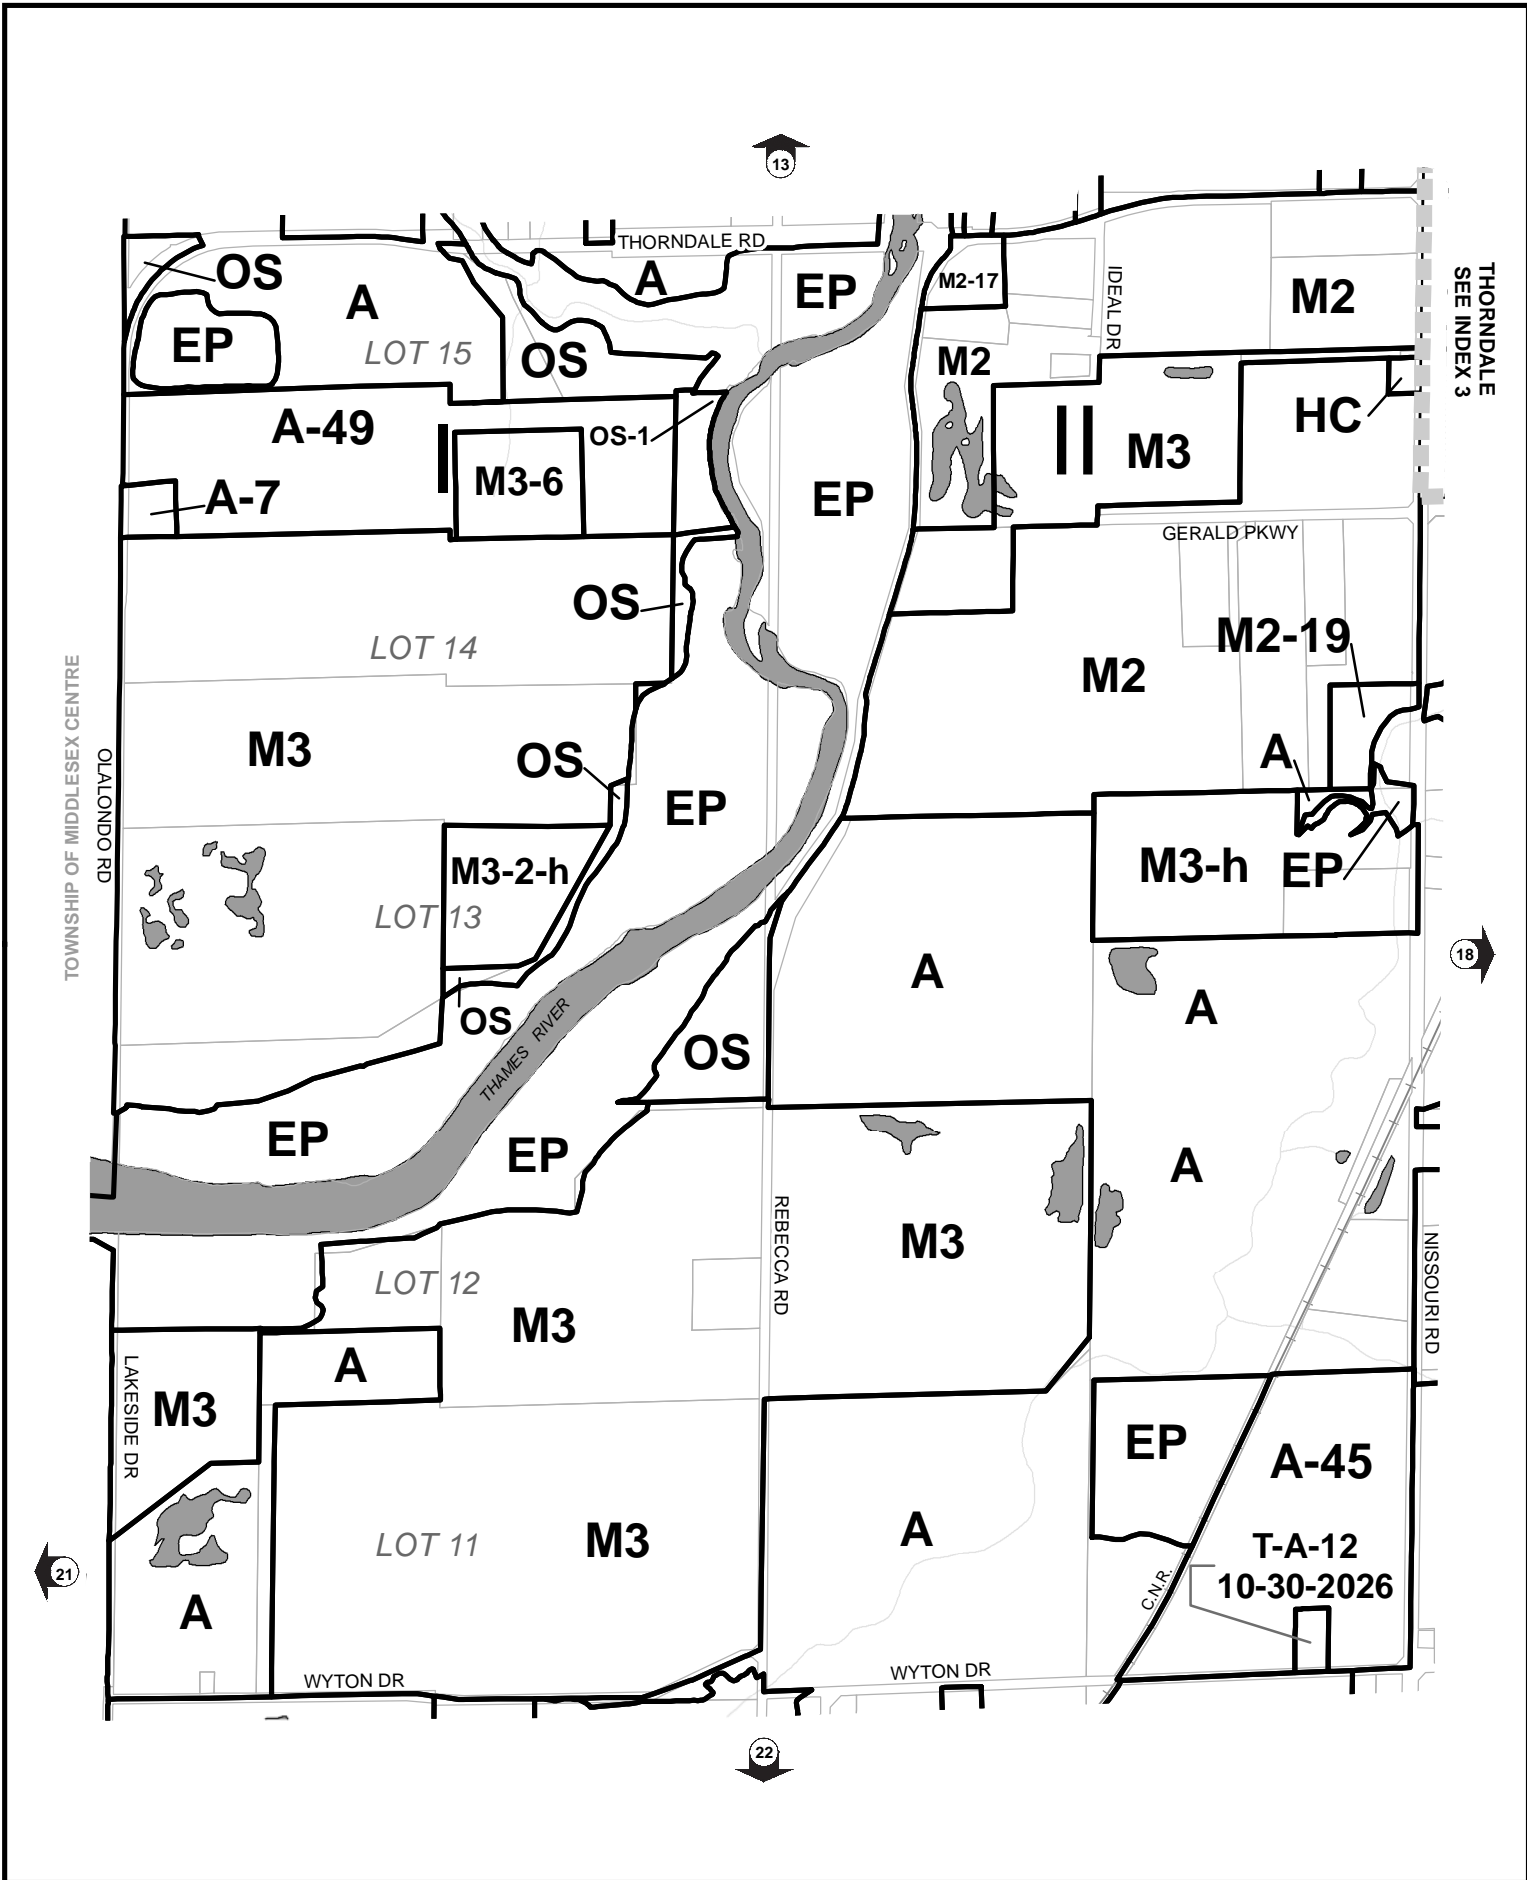 13
THORNDALE RD
OS
A
A
EP
M2-17
IDEAL DR
M2
THORNDALE
SEE INDEX 3
EP
LOT 15
OS
M2
A-49
OS-1
M3
HC
M3-6
A-7
EP
GERALD PKWY
OS
LOT 14
M2-19
M2
TOWNSHIP OF MIDDLESEX CENTRE
OLALONDO RD
M3
OS
A
EP
M3-2-h
M3-h
EP
LOT 13
18
A
A
OS
THAMES RIVER
OS
EP
EP
A
REBECCA RD
M3
NISSOURI RD
LOT 12
M3
A
LAKESIDE DR
M3
EP
A-45
LOT 11
M3
A
T-A-12
10-30-2026
21
C.N.R.
A
WYTON DR
WYTON DR
22